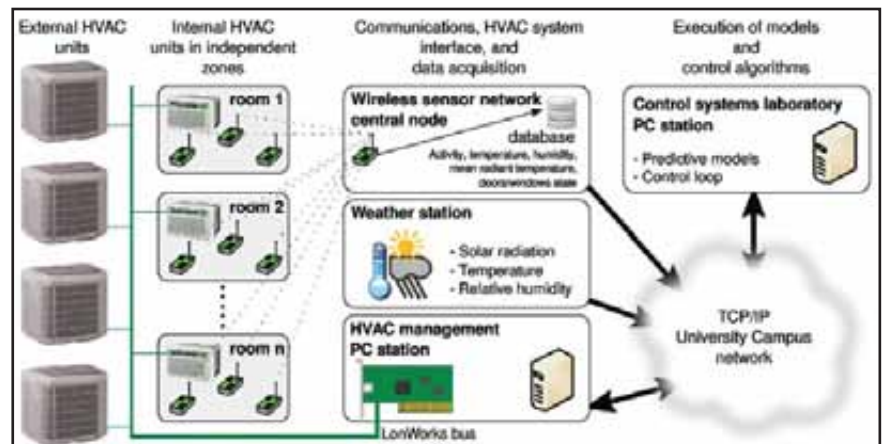 External HVAC
units
Internal HVAC
units in independent
zones
Communications, HVAC system
interface, and
data acquisition
Execution of models
and
control algorithms
room 1
room 2
room n
Wireless sensor network
central node
database
Activity, temperature, humidity,
mean radiant temperature,
doors/windows state
Weather station
- Solar radiation
- Temperature
- Relative humidity
HVAC management
PC station
LonWorks bus
Control systems laboratory
PC station
- Predictive models
- Control loop
TCP/IP
University Campus
network